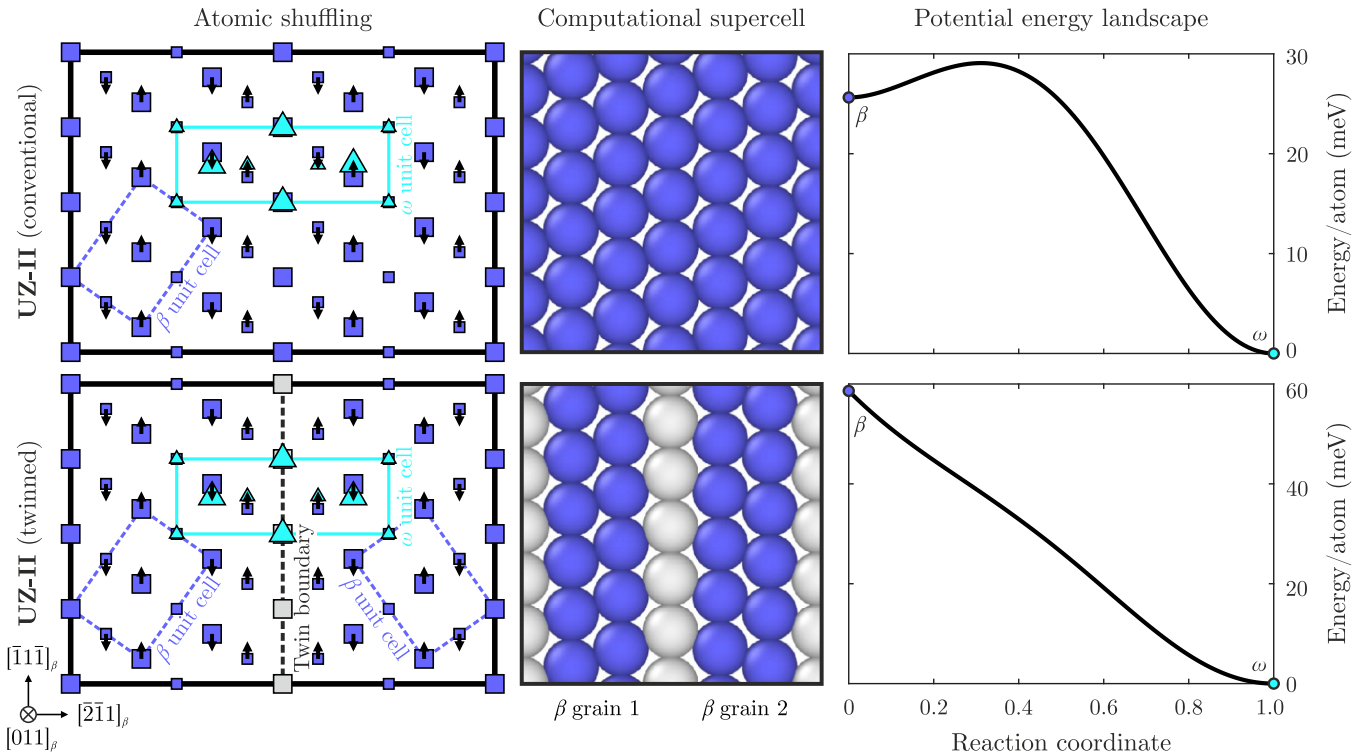 Atomic shuffling
Computational supercell
Potential energy landscape
UZ-II (conventional)
ω unit cell
β unit cell
β
ω
30
20
10
0
Energy/atom (meV)
UZ-II (twinned)
ω unit cell
β unit cell
Twin boundary
β unit cell
β
ω
60
40
20
0
Energy/atom (meV)
[1̄11̄]β
[2̄1̄1]β
[011]β
β grain 1
β grain 2
0
0.2
0.4
0.6
0.8
1.0
Reaction coordinate